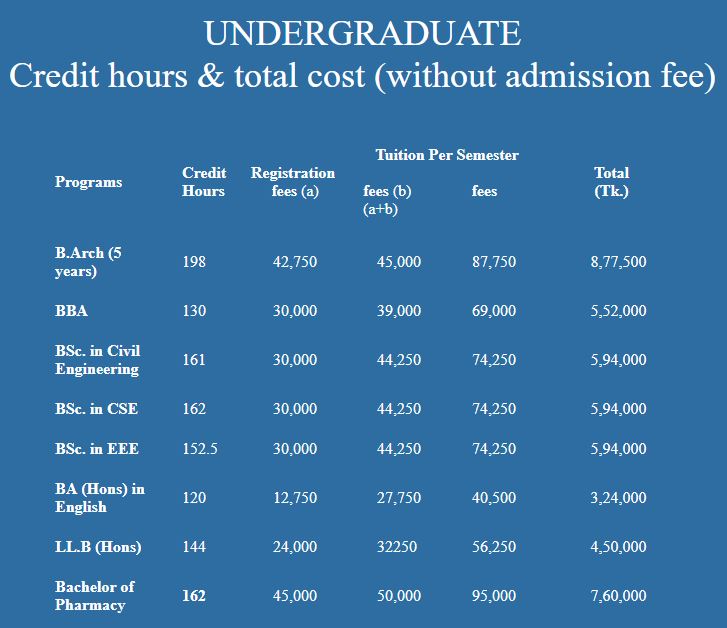 UNDERGRADUATE
Credit hours & total cost (without admission fee)
Tuition Per Semester
Programs Credit Hours Registration fees (a) fees (b) (a+b) fees Total (Tk.)
B.Arch (5 years) 198 42,750 45,000 87,750 8,77,500
BBA 130 30,000 39,000 69,000 5,52,000
BSc. in Civil Engineering 161 30,000 44,250 74,250 5,94,000
BSc. in CSE 162 30,000 44,250 74,250 5,94,000
BSc. in EEE 152.5 30,000 44,250 74,250 5,94,000
BA (Hons) in English 120 12,750 27,750 40,500 3,24,000
LL.B (Hons) 144 24,000 32250 56,250 4,50,000
Bachelor of Pharmacy 162 45,000 50,000 95,000 7,60,000